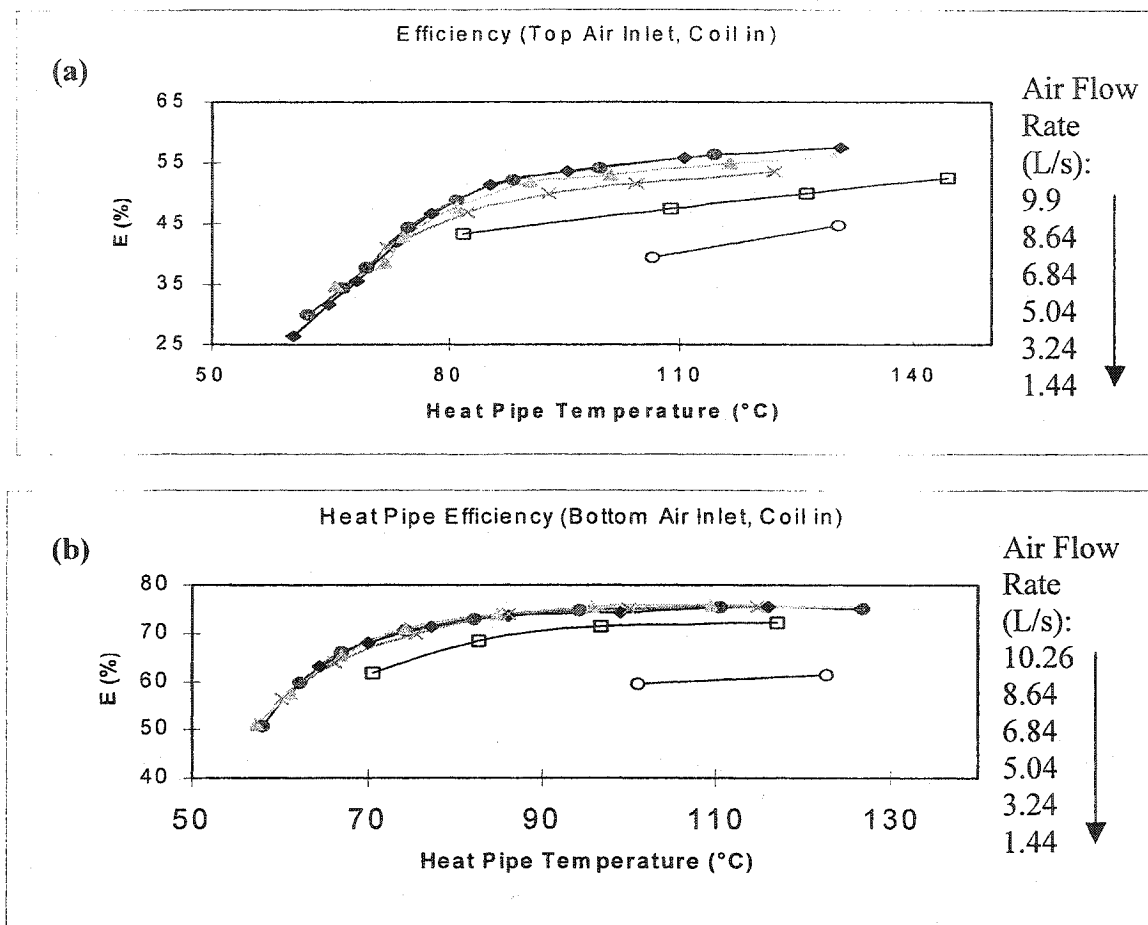 Efficiency (Top Air Inlet, Coil in)
(a)
65
55
45
35
25
E (%)
50 80 110 140
Heat Pipe Temperature (°C)
Air Flow
Rate
(L/s):
9.9
8.64
6.84
5.04
3.24
1.44
Heat Pipe Efficiency (Bottom Air Inlet, Coil in)
(b)
80
70
60
50
40
E (%)
50 70 90 110 130
Heat Pipe Temperature (°C)
Air Flow
Rate
(L/s):
10.26
8.64
6.84
5.04
3.24
1.44